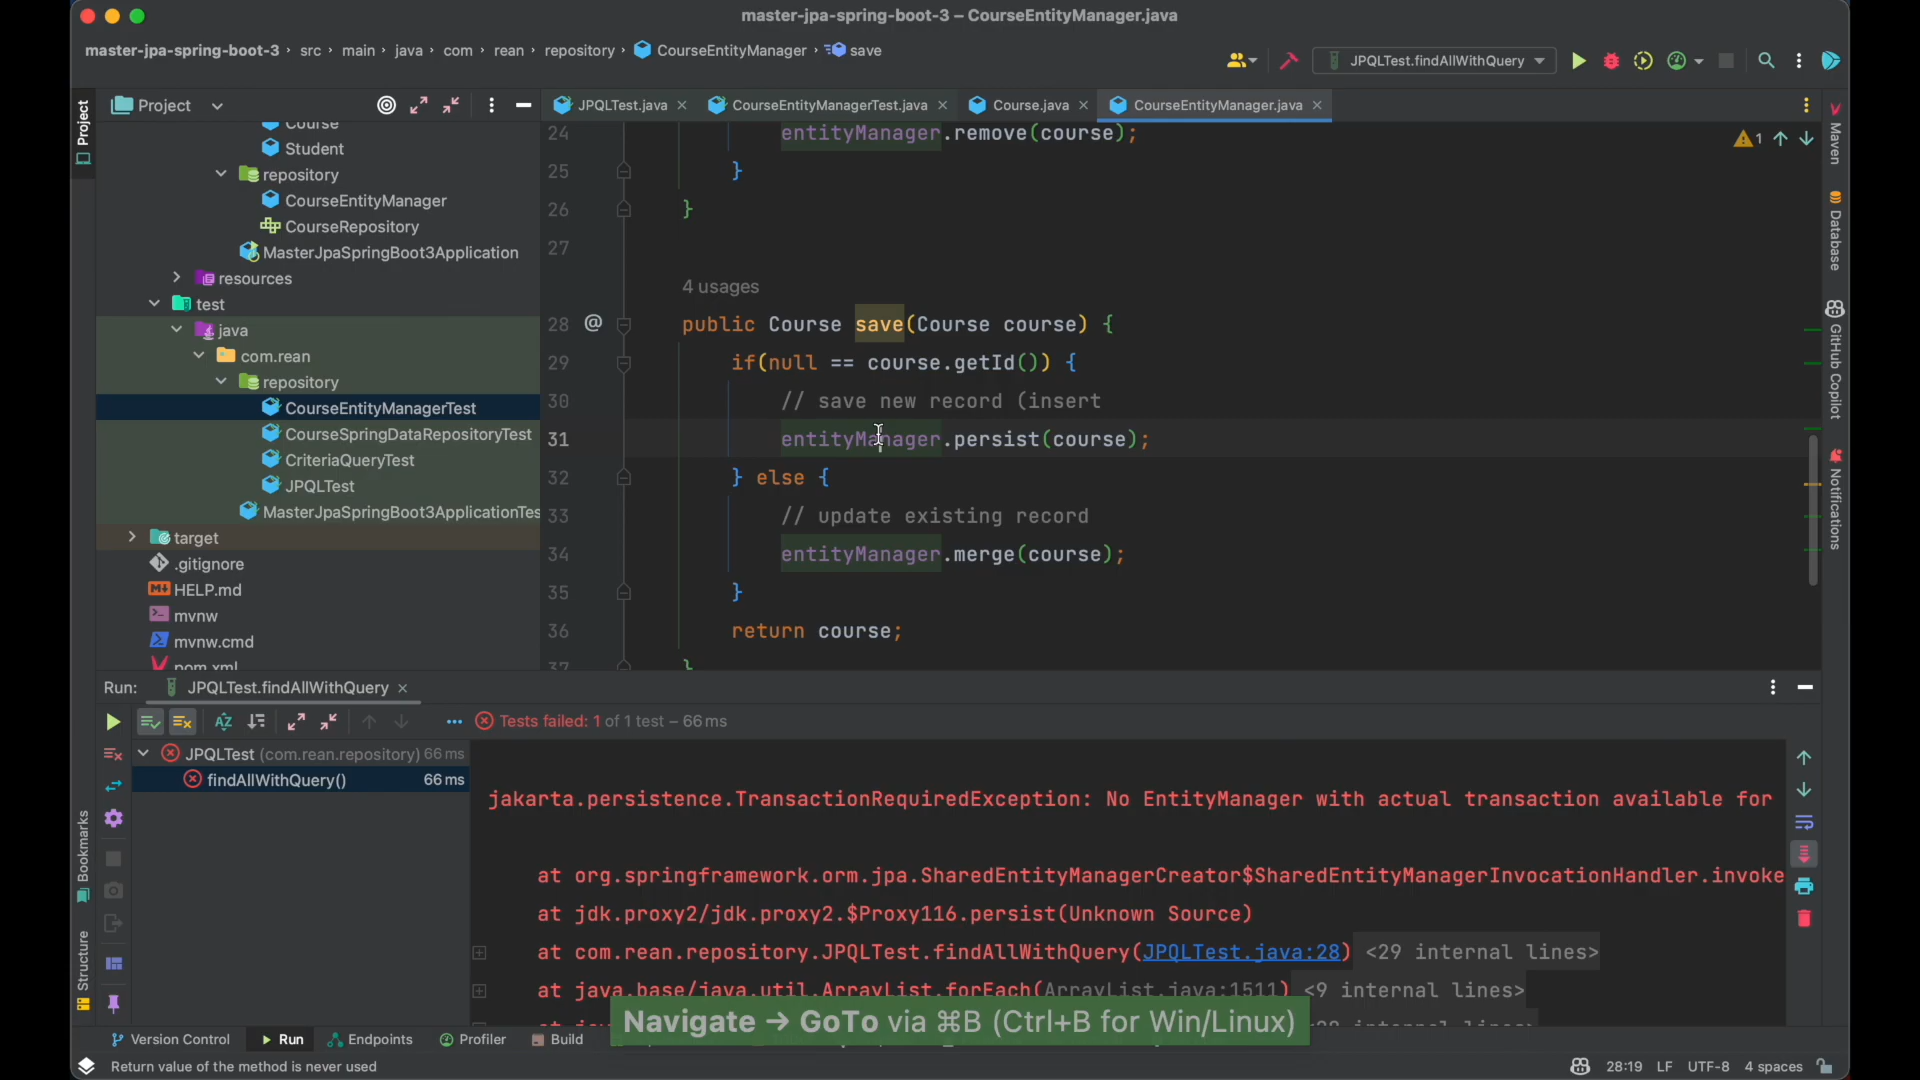 master-jpa-spring-boot-3 – CourseEntityManager.java
master-jpa-spring-boot-3 › src › main › java › com › rean › repository › CourseEntityManager › save
JPQLTest.findAllWithQuery
Project
JPQLTest.java
CourseEntityManagerTest.java
Course.java
CourseEntityManager.java
Course
Student
repository
CourseEntityManager
CourseRepository
MasterJpaSpringBoot3Application
resources
test
java
com.rean
repository
CourseEntityManagerTest
CourseSpringDataRepositoryTest
CriteriaQueryTest
JPQLTest
MasterJpaSpringBoot3ApplicationTes
target
.gitignore
HELP.md
mvnw
mvnw.cmd
pom.xml
24 entityManager.remove(course);
25 }
26 }
27
4 usages
28 @ public Course save(Course course) {
29 if(null == course.getId()) {
30 // save new record (insert
31 entityManager.persist(course);
32 } else {
33 // update existing record
34 entityManager.merge(course);
35 }
36 return course;
37 }
1
Project
Bookmarks
Structure
Maven
Database
GitHub Copilot
Notifications
Run: JPQLTest.findAllWithQuery
Tests failed: 1 of 1 test – 66 ms
JPQLTest (com.rean.repository) 66 ms
findAllWithQuery() 66 ms
jakarta.persistence.TransactionRequiredException: No EntityManager with actual transaction available for
at org.springframework.orm.jpa.SharedEntityManagerCreator$SharedEntityManagerInvocationHandler.invoke
at jdk.proxy2/jdk.proxy2.$Proxy116.persist(Unknown Source)
at com.rean.repository.JPQLTest.findAllWithQuery(JPQLTest.java:28) <29 internal lines>
at java.base/java.util.ArrayList.forEach(ArrayList.java:1511) <9 internal lines>
Navigate → GoTo via ⌘B (Ctrl+B for Win/Linux)
Version Control
Run
Endpoints
Profiler
Build
Return value of the method is never used
28:19 LF UTF-8 4 spaces